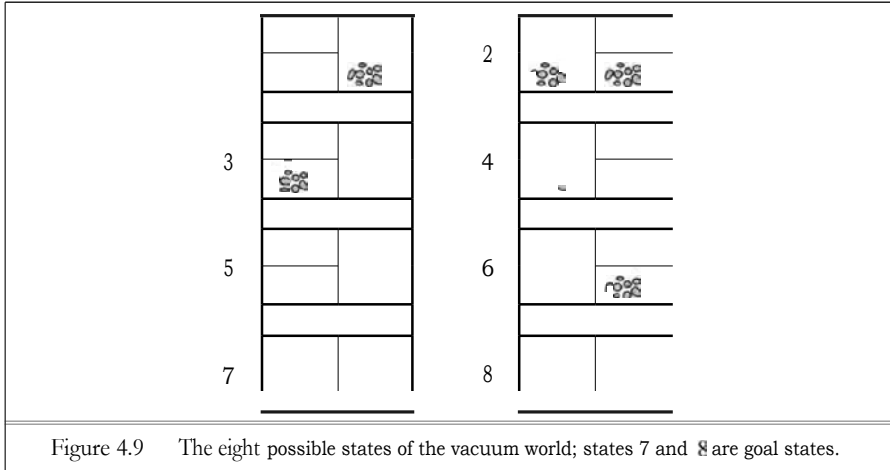 2
3 4
5 6
7 8
Figure 4.9 The eight possible states of the vacuum world; states 7 and 8 are goal states.